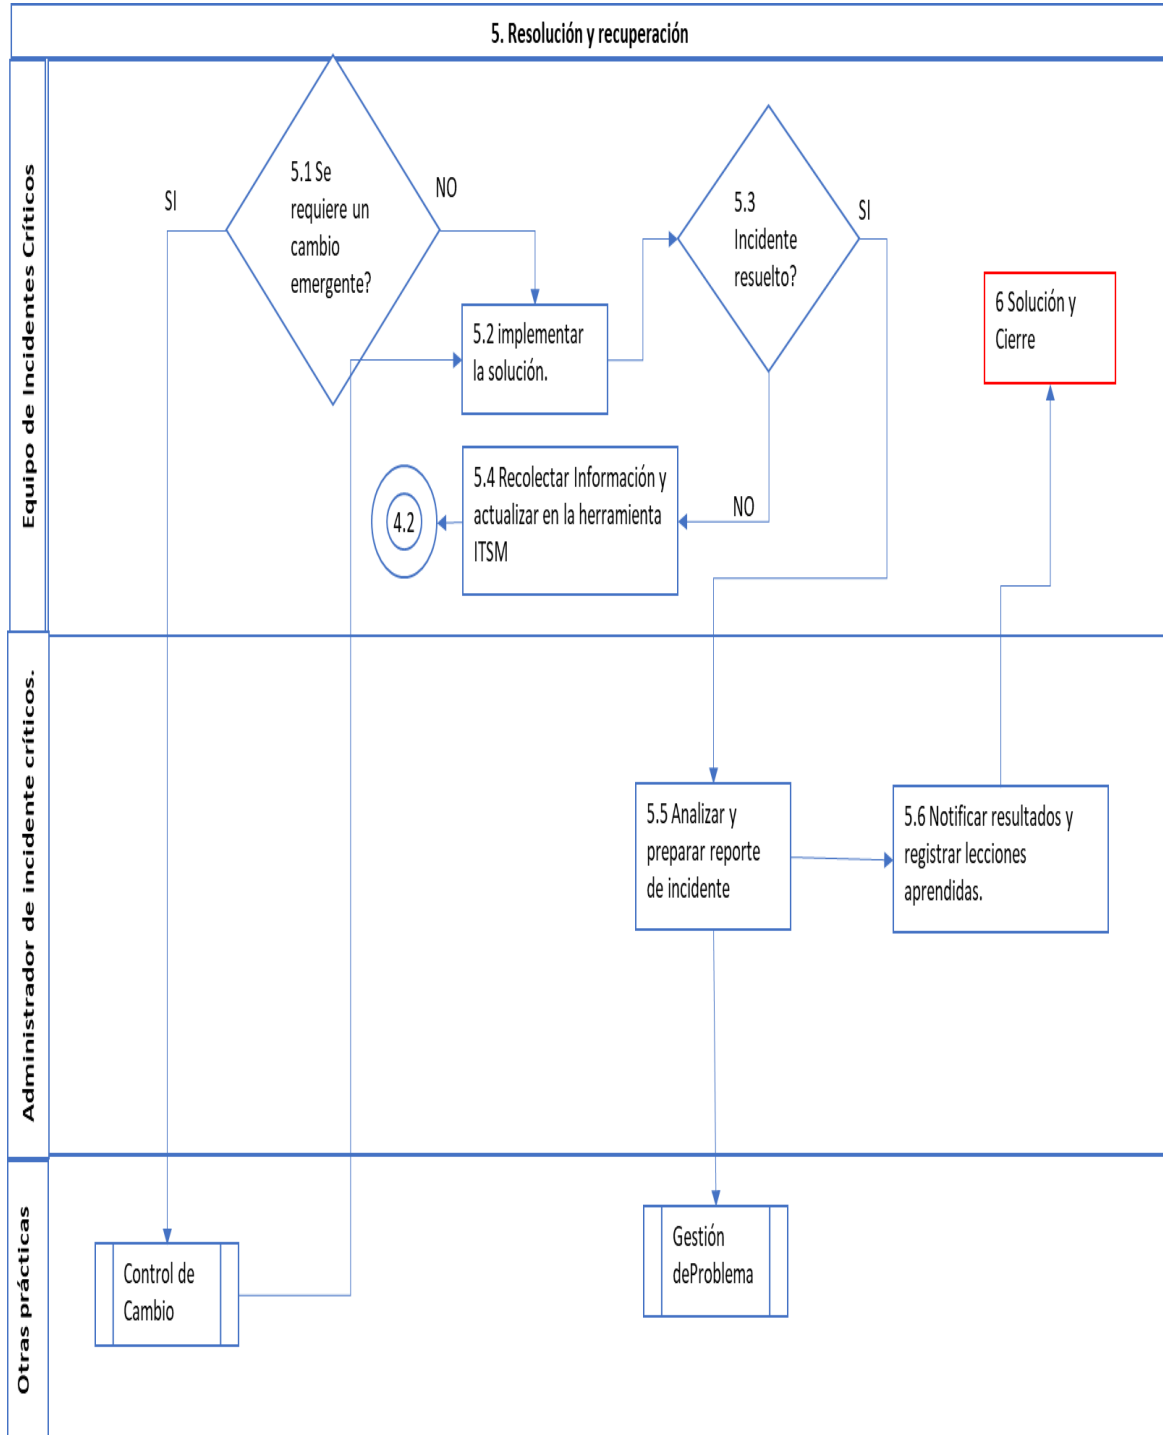 5. Resolución y recuperación
Equipo de Incidentes Críticos
SI
5.1 Se
requiere un
cambio
emergente?
NO
5.2 implementar
la solución.
5.3
Incidente
resuelto?
SI
NO
6 Solución y
Cierre
5.4 Recolectar Información y
actualizar en la herramienta
ITSM
4.2
Administrador de incidente críticos.
5.5 Analizar y
preparar reporte
de incidente
5.6 Notificar resultados y
registrar lecciones
aprendidas.
Otras prácticas
Control de
Cambio
Gestión
deProblema